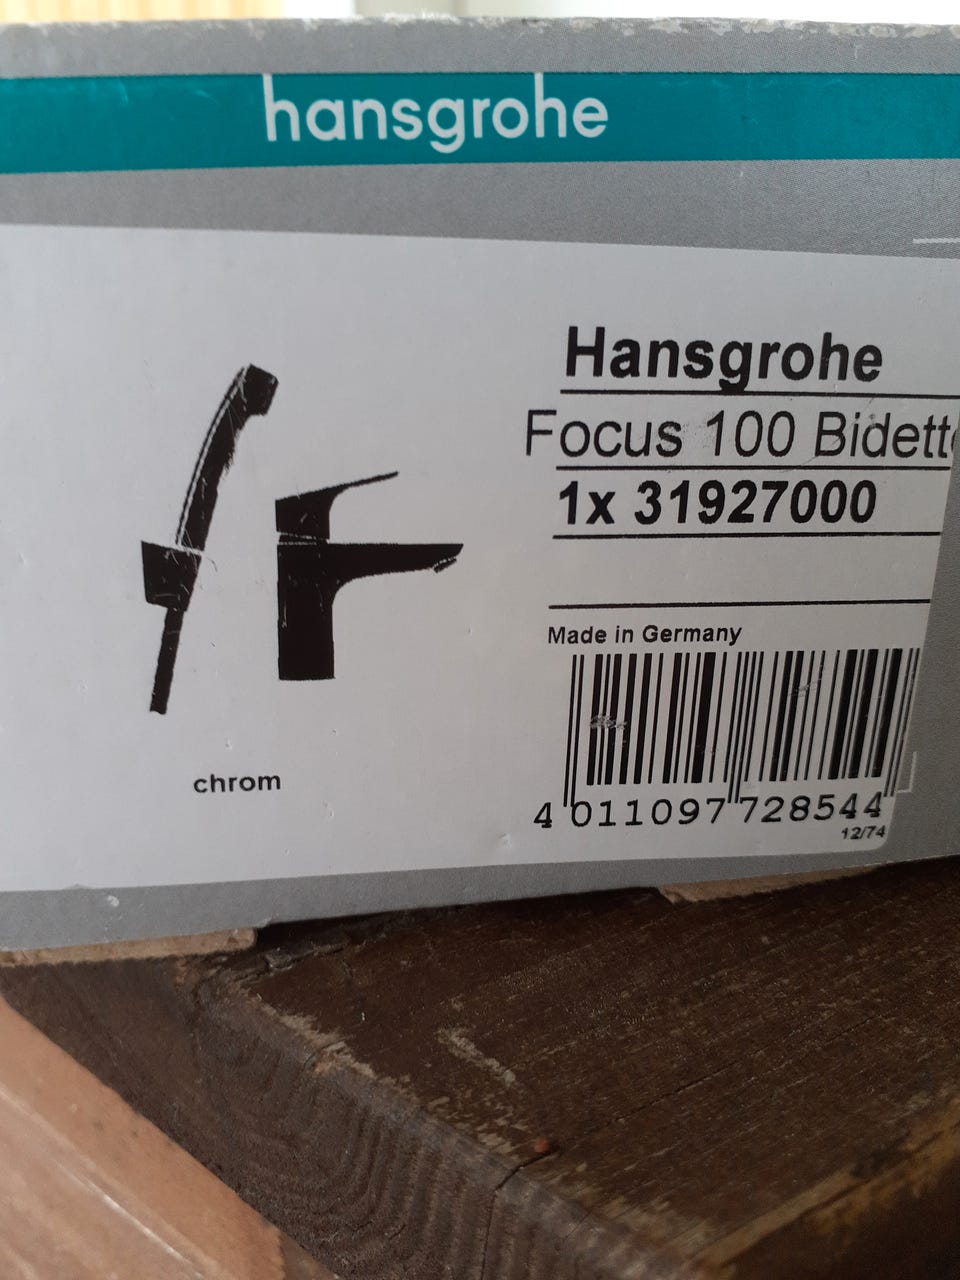 hansgrohe
Hansgrohe
Focus 100 Bidett
1x 31927000
Made in Germany
chrom
4 011097 728544
12/74